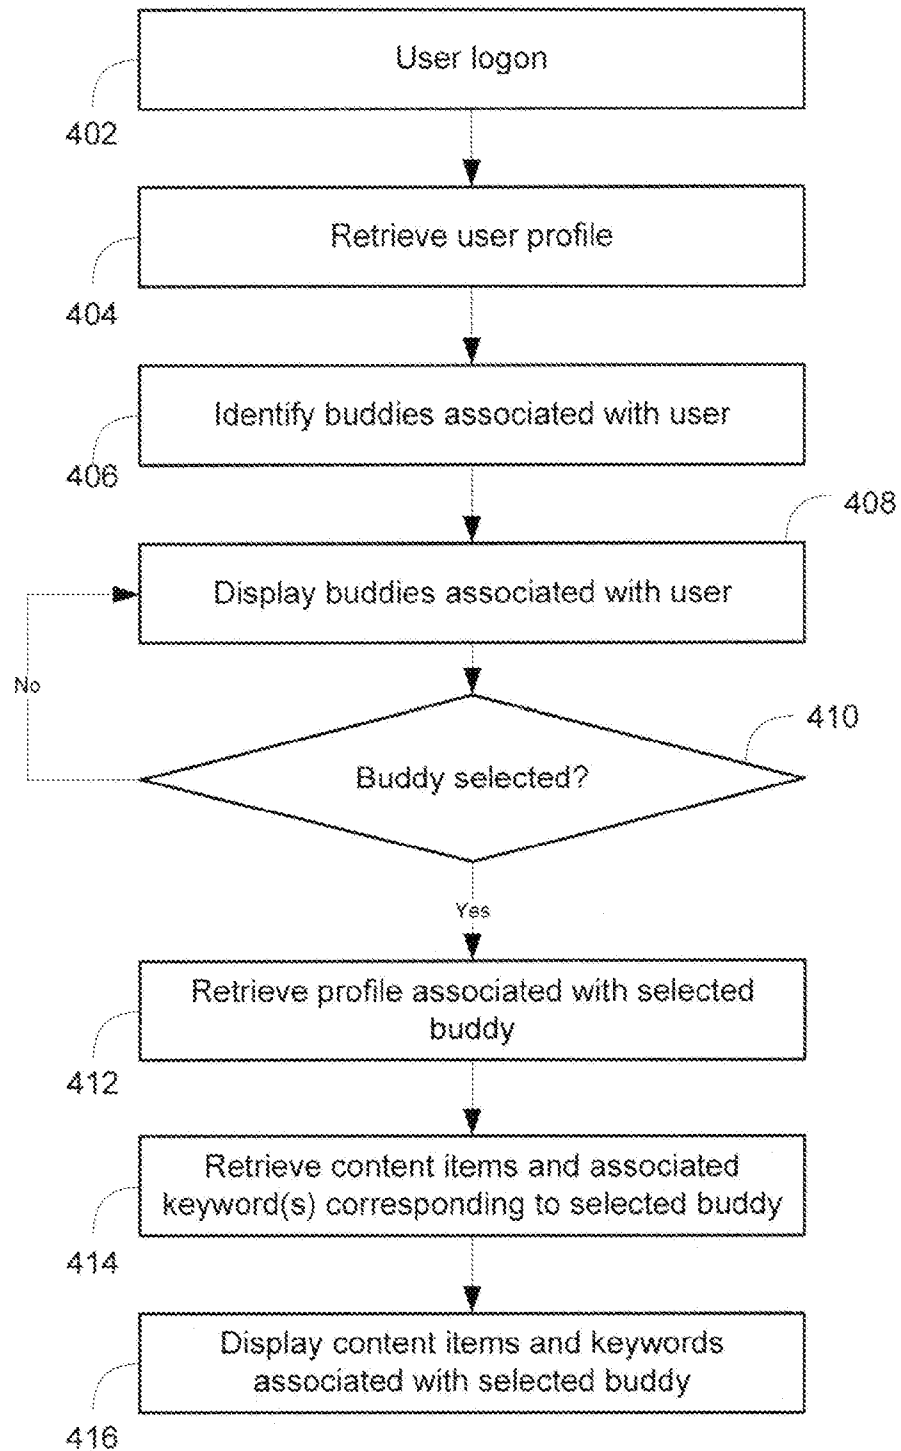 User logon
402
Retrieve user profile
404
Identify buddies associated with user
406
408
Display buddies associated with user
No
410
Buddy selected?
Yes
Retrieve profile associated with selected
buddy
412
Retrieve content items and associated
keyword(s) corresponding to selected buddy
414
Display content items and keywords
associated with selected buddy
416